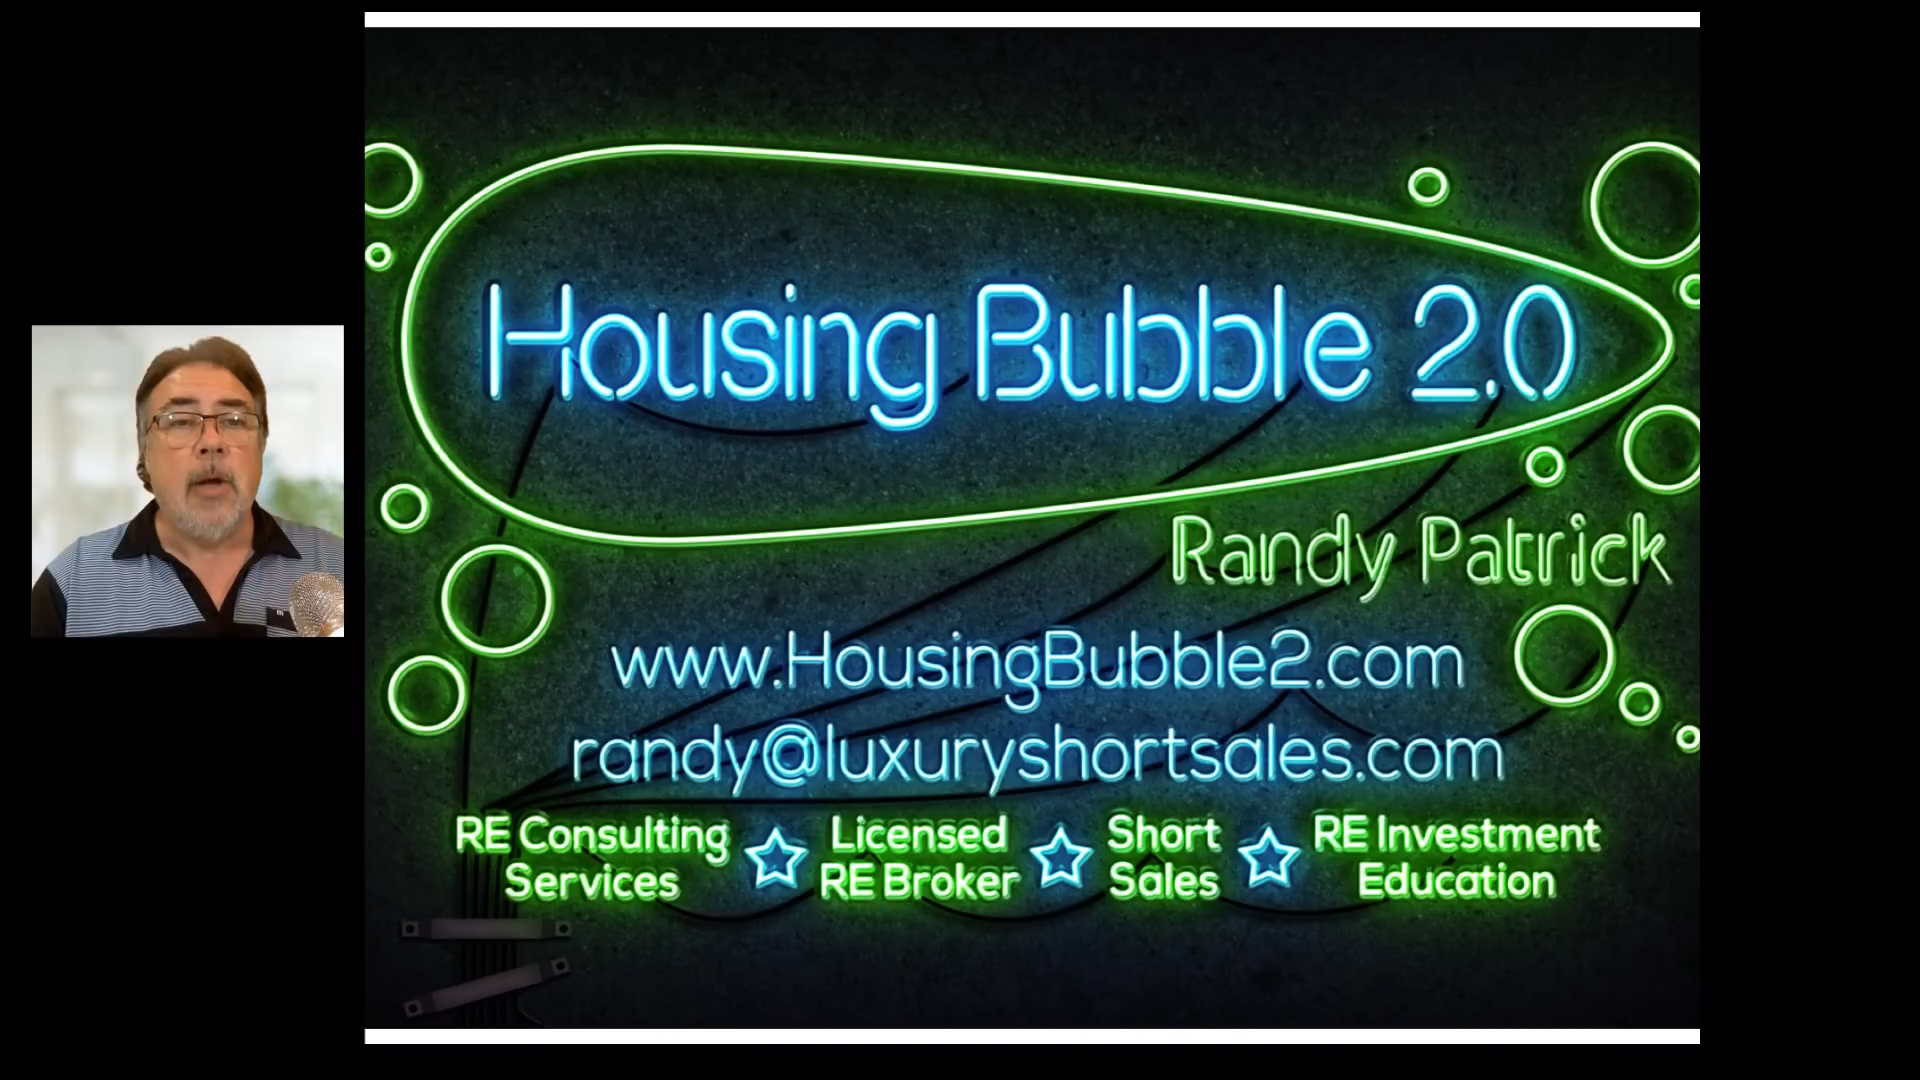 Housing Bubble 2.0
Randy Patrick
www.HousingBubble2.com
randy@luxuryshortsales.com
RE Consulting
Services
Licensed
RE Broker
Short
Sales
RE Investment
Education